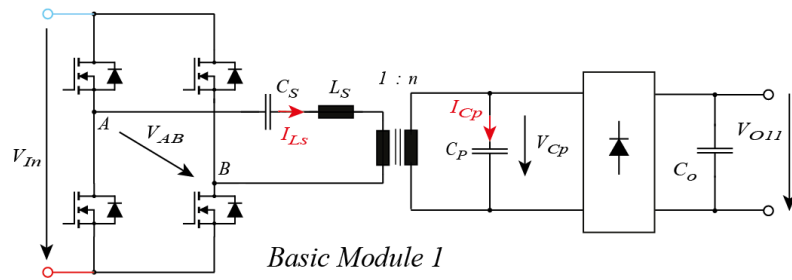 1 : n
C_S
L_S
I_Cp
A
V_AB
I_Ls
C_P
V_Cp
V_O11
V_In
B
C_o
Basic Module 1